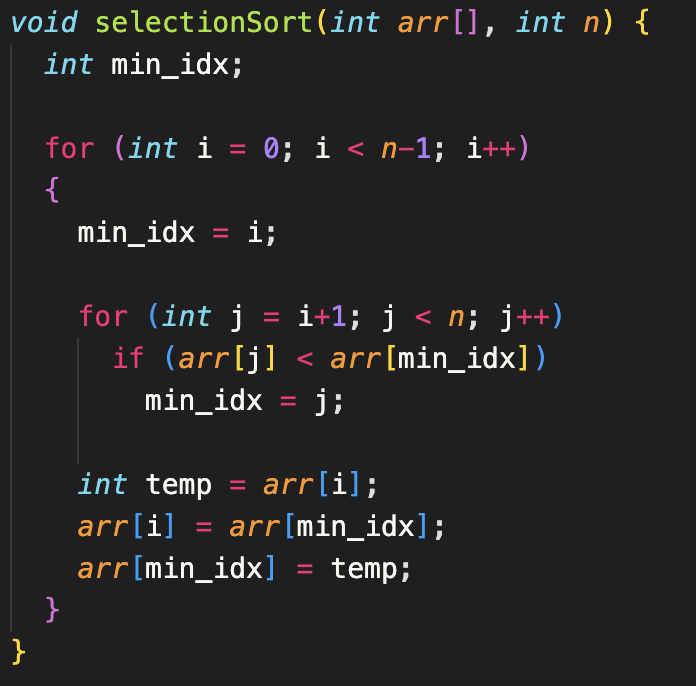 void selectionSort(int arr[], int n) {
  int min_idx;

  for (int i = 0; i < n-1; i++)
  {
    min_idx = i;

    for (int j = i+1; j < n; j++)
      if (arr[j] < arr[min_idx])
        min_idx = j;

    int temp = arr[i];
    arr[i] = arr[min_idx];
    arr[min_idx] = temp;
  }
}